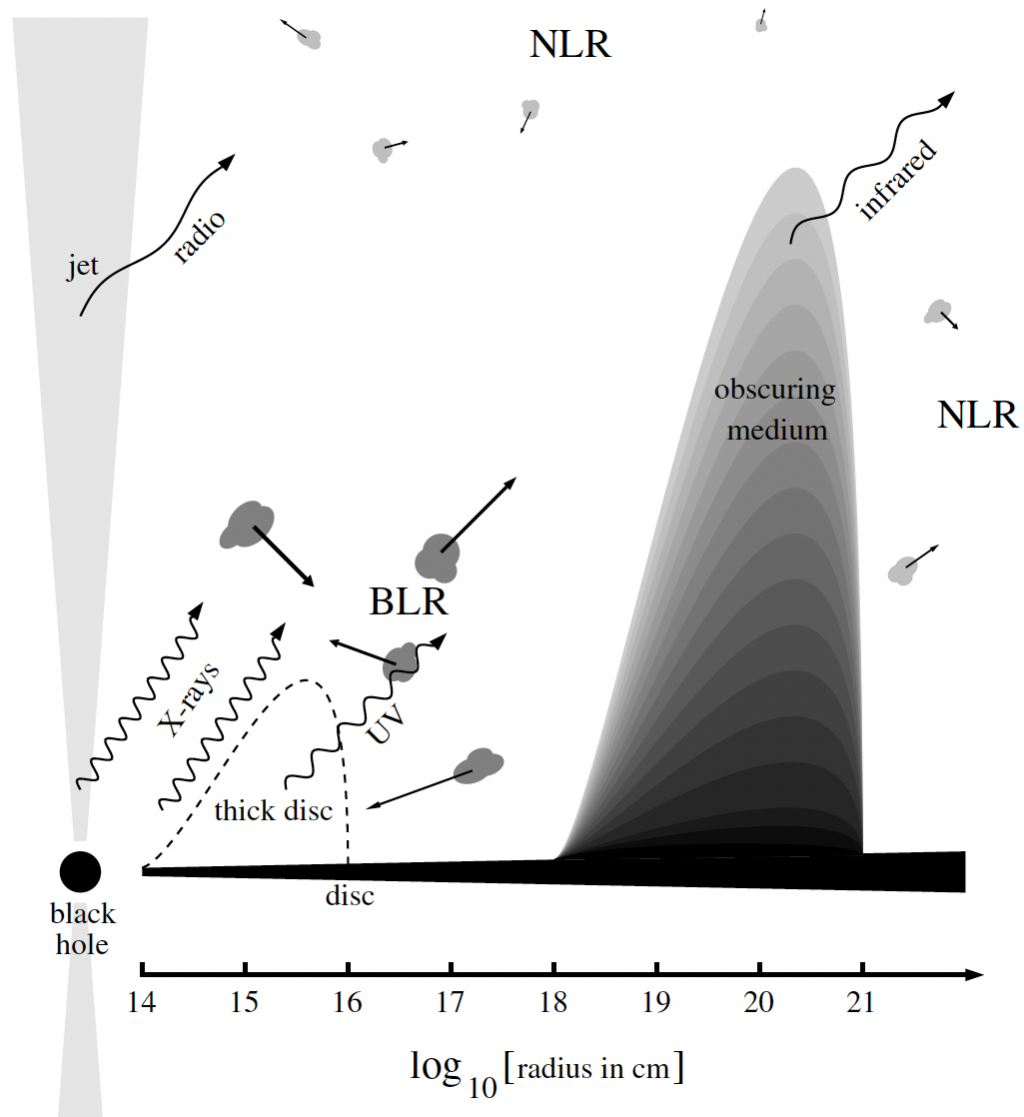 NLR
infrared
radio
jet
obscuring
medium
NLR
BLR
X-rays
UV
thick disc
disc
black
hole
14 15 16 17 18 19 20 21
log10 [radius in cm]